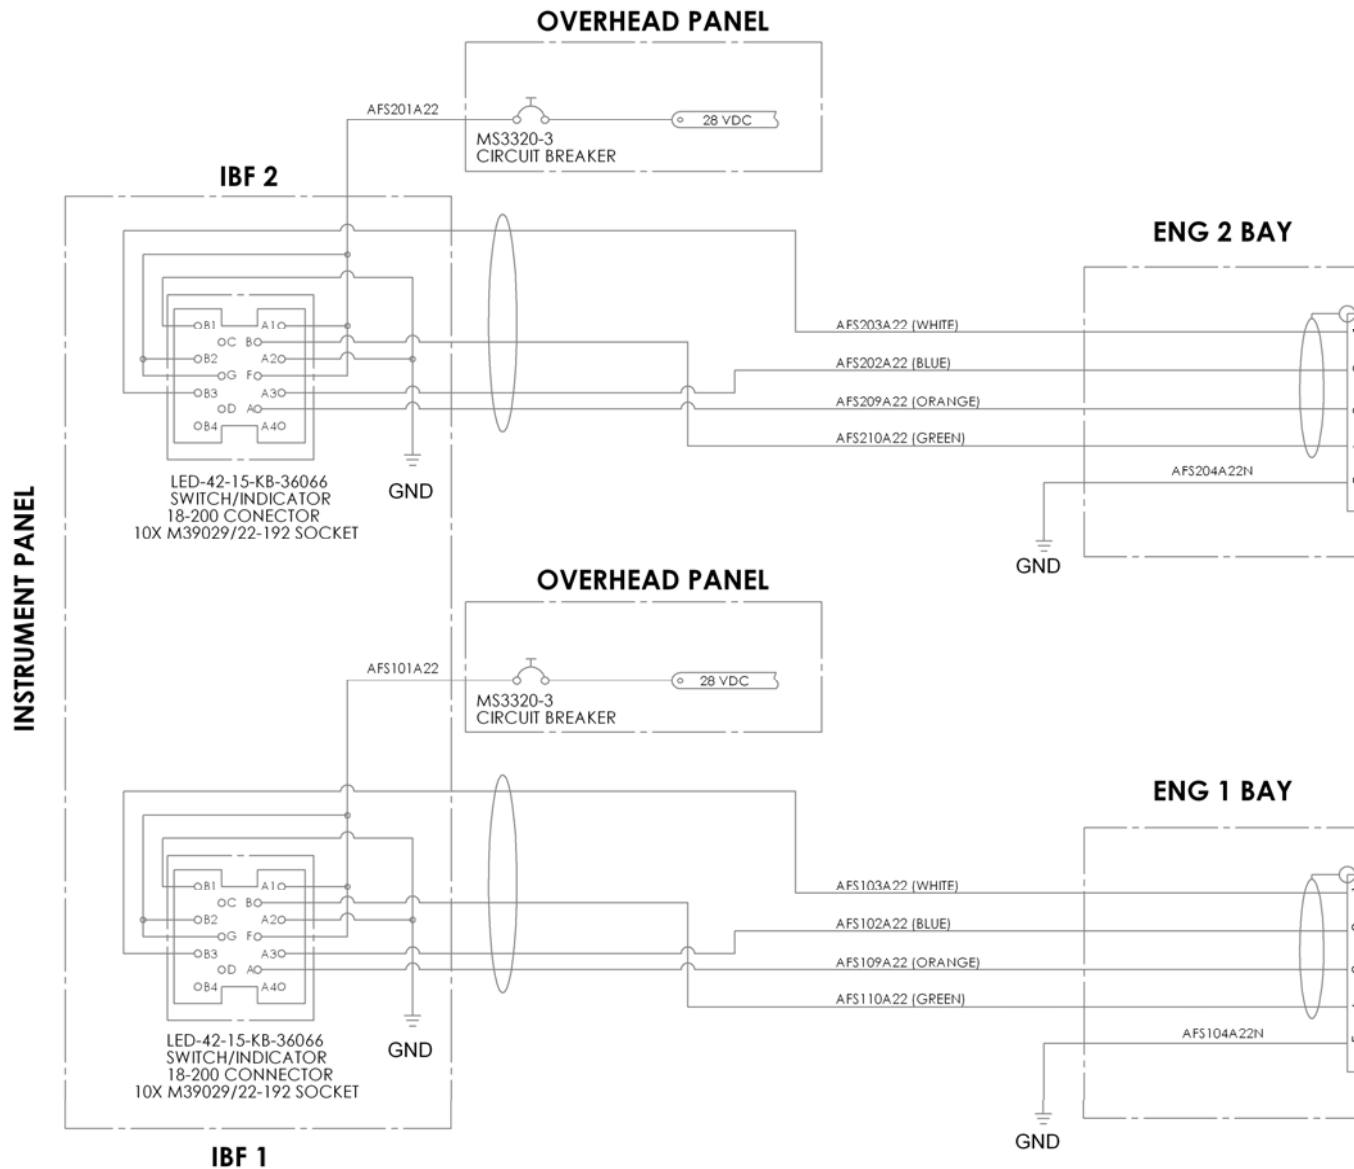 OVERHEAD PANEL
AFS201A22
28 VDC
MS3320-3
CIRCUIT BREAKER
IBF 2
ENG 2 BAY
B1 A1
C B
B2 A2
G F
B3 A3
D A
B4 A4
AFS203A22 (WHITE)
AFS202A22 (BLUE)
AFS209A22 (ORANGE)
AFS210A22 (GREEN)
AFS204A22N
GND
LED-42-15-KB-36066
SWITCH/INDICATOR
18-200 CONECTOR
10X M39029/22-192 SOCKET
GND
INSTRUMENT PANEL
OVERHEAD PANEL
AFS101A22
28 VDC
MS3320-3
CIRCUIT BREAKER
ENG 1 BAY
B1 A1
C B
B2 A2
G F
B3 A3
D A
B4 A4
AFS103A22 (WHITE)
AFS102A22 (BLUE)
AFS109A22 (ORANGE)
AFS110A22 (GREEN)
AFS104A22N
GND
LED-42-15-KB-36066
SWITCH/INDICATOR
18-200 CONNECTOR
10X M39029/22-192 SOCKET
GND
IBF 1